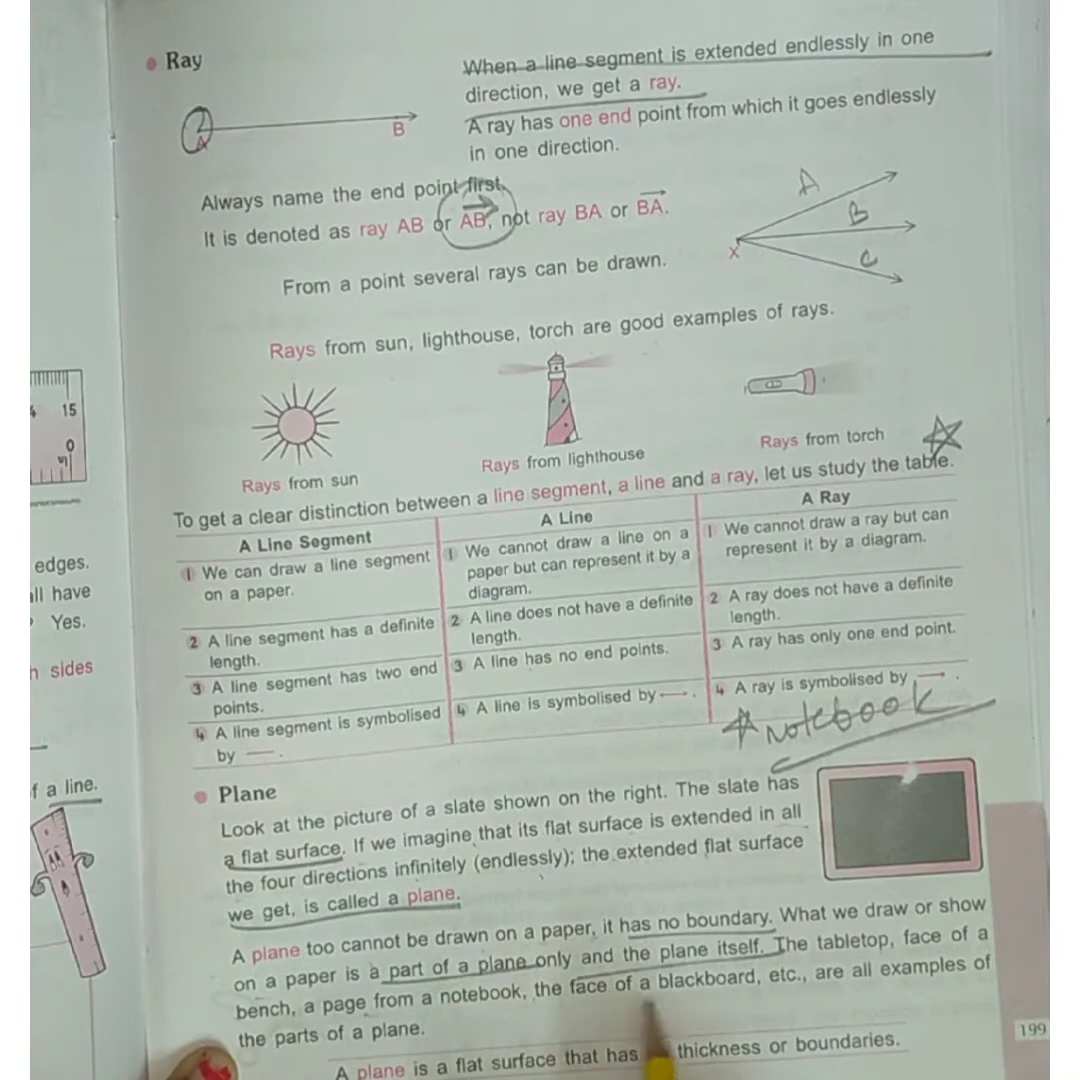 Ray
When a line segment is extended endlessly in one
direction, we get a ray.
A ray has one end point from which it goes endlessly
in one direction.
A
B
Always name the end point first.
It is denoted as ray AB or AB, not ray BA or BA.
From a point several rays can be drawn.
A
B
C
X
Rays from sun, lighthouse, torch are good examples of rays.
Rays from sun
Rays from lighthouse
Rays from torch
To get a clear distinction between a line segment, a line and a ray, let us study the table.
A Line Segment
1 We can draw a line segment
on a paper.
2 A line segment has a definite
length.
3 A line segment has two end
points.
4 A line segment is symbolised
by — .
A Line
1 We cannot draw a line on a
paper but can represent it by a
diagram.
2 A line does not have a definite
length.
3 A line has no end points.
4 A line is symbolised by ↔ .
A Ray
1 We cannot draw a ray but can
represent it by a diagram.
2 A ray does not have a definite
length.
3 A ray has only one end point.
4 A ray is symbolised by → .
notebook
Plane
Look at the picture of a slate shown on the right. The slate has
a flat surface. If we imagine that its flat surface is extended in all
the four directions infinitely (endlessly); the extended flat surface
we get, is called a plane.
A plane too cannot be drawn on a paper, it has no boundary. What we draw or show
on a paper is a part of a plane only and the plane itself. The tabletop, face of a
bench, a page from a notebook, the face of a blackboard, etc., are all examples of
the parts of a plane.
A plane is a flat surface that has thickness or boundaries.
199
15
0
edges.
all have
Yes.
sides
f a line.